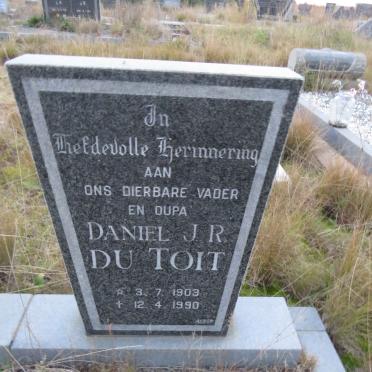 In
Liefdevolle Herinnering
AAN
ONS DIERBARE VADER
EN OUPA
DANIEL J.R.
DU TOIT
* 3. 7. 1903
† 12. 4. 1990